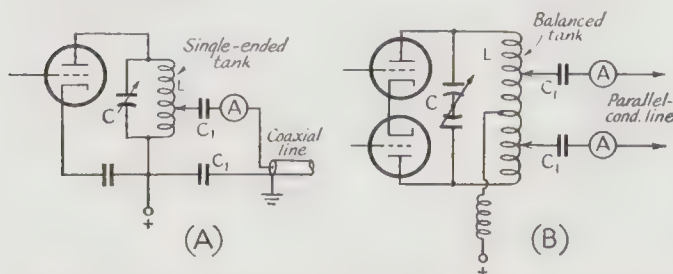 Single-ended
tank
L
C
C₁
A
Coaxial
line
C₁
+
(A)
Balanced
tank
L
C
C₁
A
Parallel-
cond. line
C₁
A
+
(B)